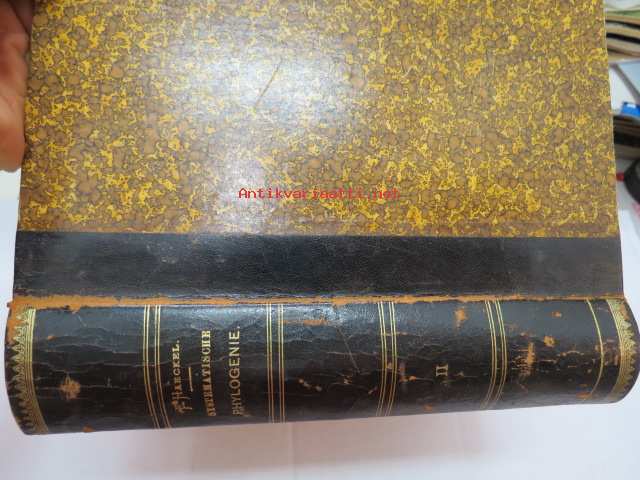 HAECKEL.
SYSTEMATISCHE
PHYLOGENIE.
II
Antikvariaatti.net